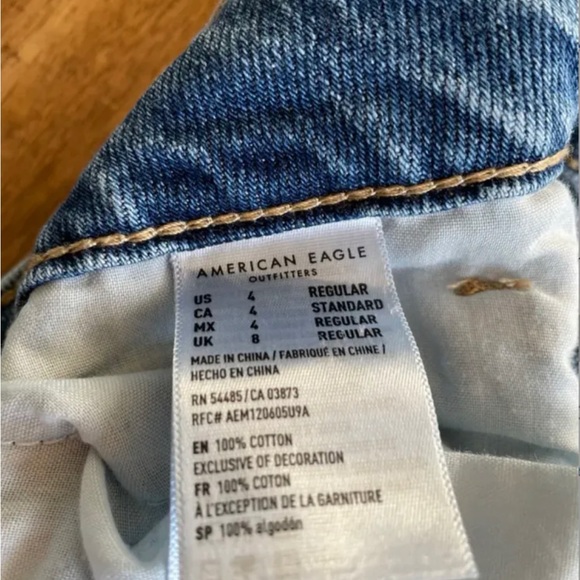 AMERICAN EAGLE
OUTFITTERS
US 4 REGULAR
CA 4 STANDARD
MX 4 REGULAR
UK 8 REGULAR
MADE IN CHINA / FABRIQUÉ EN CHINE /
HECHO EN CHINA
RN 54485/CA 03873
RFC# AEM120605U9A
EN 100% COTTON
EXCLUSIVE OF DECORATION
FR 100% COTON
À L'EXCEPTION DE LA GARNITURE
SP 100% algodón